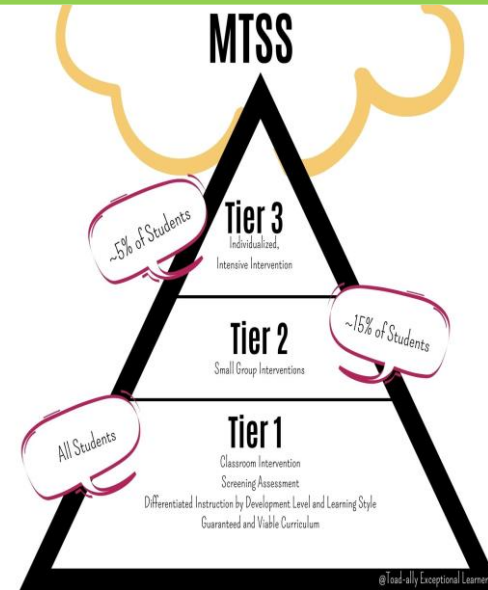 MTSS
~5% of Students
Tier 3
Individualized,
Intensive Intervention
~15% of Students
Tier 2
Small Group Interventions
All Students
Tier 1
Classroom Intervention
Screening Assessment
Differentiated Instruction by Development Level and Learning Style
Guaranteed and Viable Curriculum
@Toad-ally Exceptional Learners